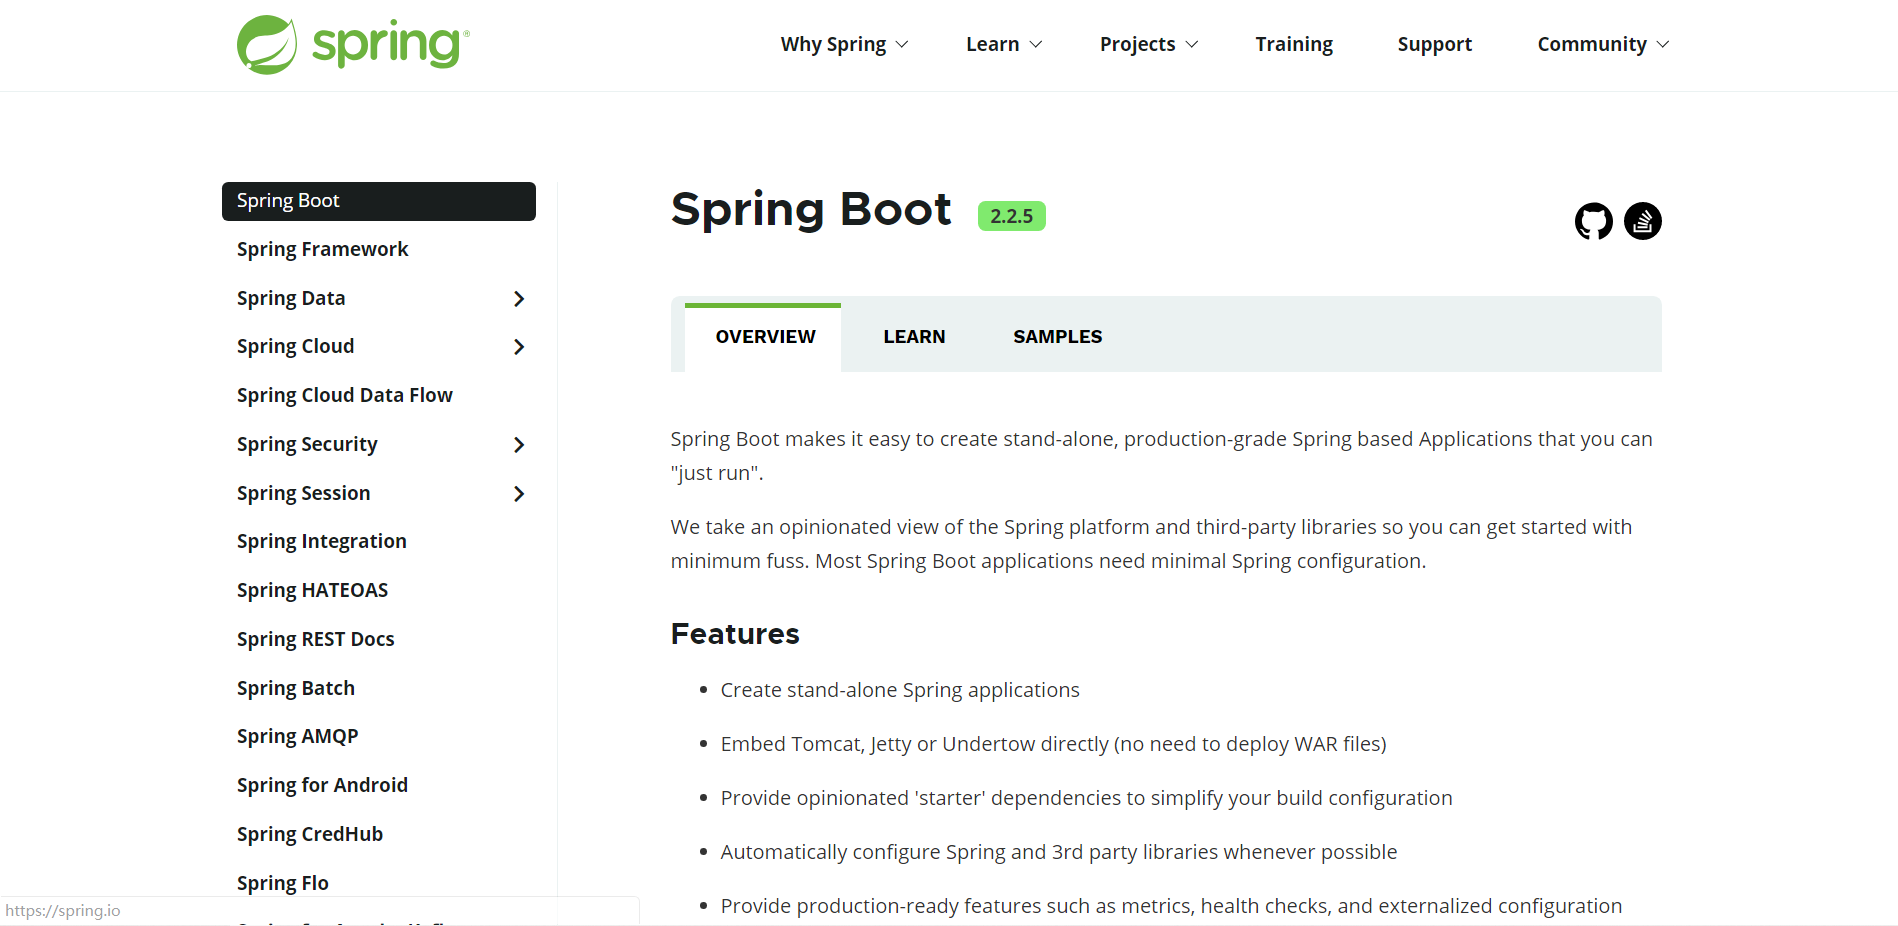 spring®
Why Spring
Learn
Projects
Training
Support
Community
Spring Boot
Spring Framework
Spring Data
Spring Cloud
Spring Cloud Data Flow
Spring Security
Spring Session
Spring Integration
Spring HATEOAS
Spring REST Docs
Spring Batch
Spring AMQP
Spring for Android
Spring CredHub
Spring Flo
https://spring.io
Spring Boot 2.2.5
OVERVIEW
LEARN
SAMPLES
Spring Boot makes it easy to create stand-alone, production-grade Spring based Applications that you can
"just run".
We take an opinionated view of the Spring platform and third-party libraries so you can get started with
minimum fuss. Most Spring Boot applications need minimal Spring configuration.
Features
• Create stand-alone Spring applications
• Embed Tomcat, Jetty or Undertow directly (no need to deploy WAR files)
• Provide opinionated 'starter' dependencies to simplify your build configuration
• Automatically configure Spring and 3rd party libraries whenever possible
• Provide production-ready features such as metrics, health checks, and externalized configuration